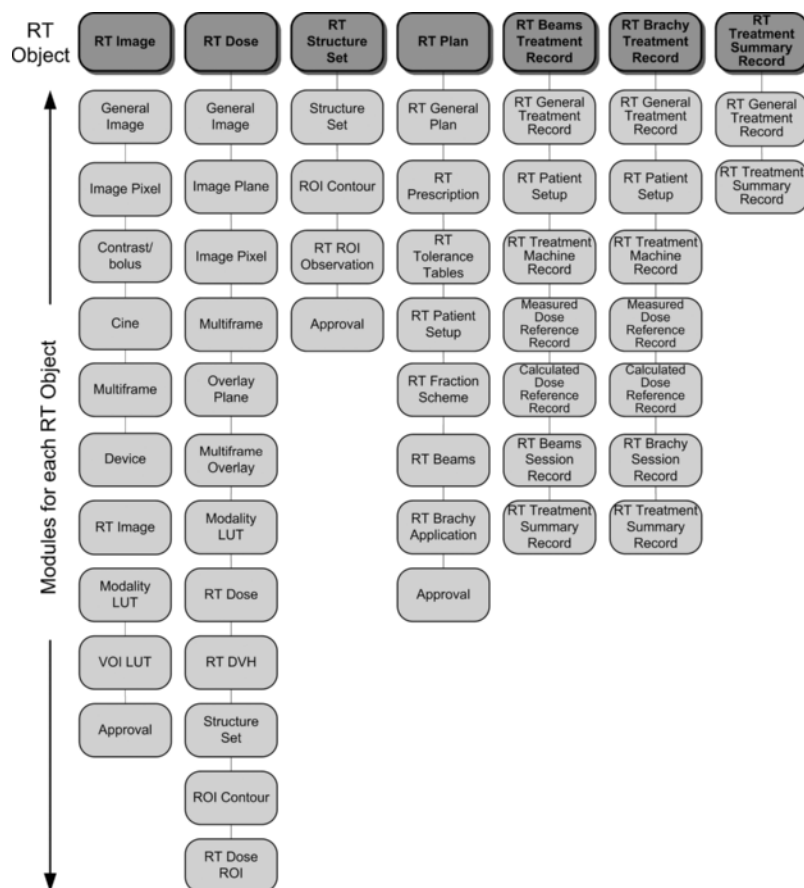 RT
Object
RT Image
RT Dose
RT
Structure
Set
RT Plan
RT Beams
Treatment
Record
RT Brachy
Treatment
Record
RT
Treatment
Summary
Record
Modules for each RT Object
General
Image
Image Pixel
Contrast/
bolus
Cine
Multiframe
Device
RT Image
Modality
LUT
VOI LUT
Approval
General
Image
Image Plane
Image Pixel
Multiframe
Overlay
Plane
Multiframe
Overlay
Modality
LUT
RT Dose
RT DVH
Structure
Set
ROI Contour
RT Dose
ROI
Structure
Set
ROI Contour
RT ROI
Observation
Approval
RT General
Plan
RT
Prescription
RT
Tolerance
Tables
RT Patient
Setup
RT Fraction
Scheme
RT Beams
RT Brachy
Application
Approval
RT General
Treatment
Record
RT Patient
Setup
RT Treatment
Machine
Record
Measured
Dose
Reference
Record
Calculated
Dose
Reference
Record
RT Beams
Session
Record
RT Treatment
Summary
Record
RT General
Treatment
Record
RT Patient
Setup
RT Treatment
Machine
Record
Measured
Dose
Reference
Record
Calculated
Dose
Reference
Record
RT Brachy
Session
Record
RT Treatment
Summary
Record
RT General
Treatment
Record
RT Treatment
Summary
Record